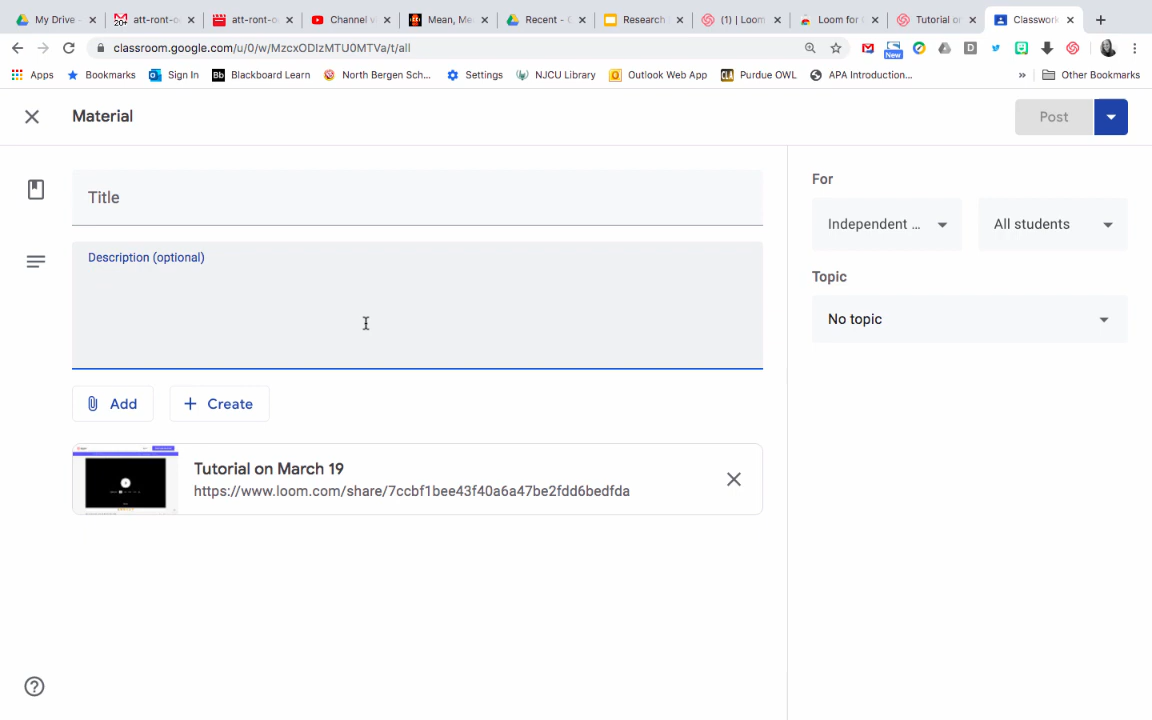 My Drive -
20+
att-ront-o
att-ront-o
Channel v
Mean, Me
Recent - G
Research
(1) | Loom
Loom for
Tutorial o
Classwork
classroom.google.com/u/0/w/MzcxODIzMTU0MTVa/t/all
New
D
Apps
Bookmarks
Sign In
Bb
Blackboard Learn
North Bergen Sch...
Settings
NJCU Library
Outlook Web App
Purdue OWL
APA Introduction...
»
Other Bookmarks
Material
Post
Title
For
Independent ...
All students
Description (optional)
Topic
No topic
Add
Create
Tutorial on March 19
https://www.loom.com/share/7ccbf1bee43f40a6a47be2fdd6bedfda